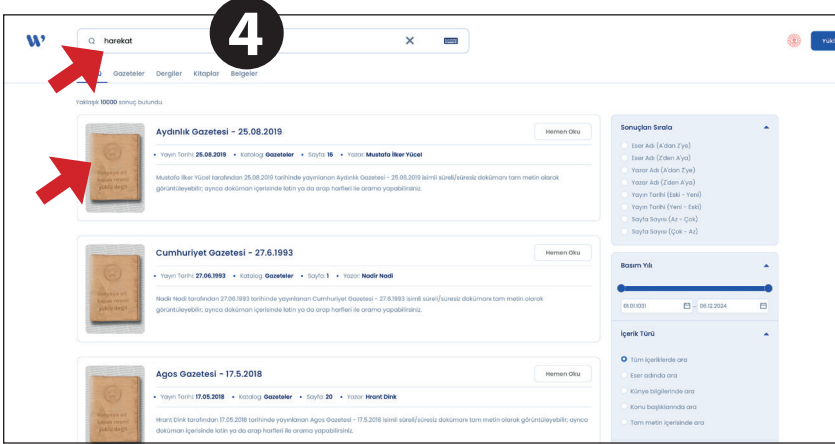 4
harekat
Yükl
Gazeteler Dergiler Kitaplar Belgeler
Yaklaşık 10000 sonuç bulundu.
Aydınlık Gazetesi - 25.08.2019
Hemen Oku
• Yayın Tarihi: 25.08.2019 • Katalog: Gazeteler • Sayfa: 16 • Yazar: Mustafa İlker Yücel
Mustafa İlker Yücel tarafından 25.08.2019 tarihinde yayınlanan Aydınlık Gazetesi - 25.08.2019 isimli süreli/süresiz dokümanı tam metin olarak
görüntüleyebilir; ayrıca doküman içerisinde latin ya da arap harfleri ile arama yapabilirsiniz.
Cumhuriyet Gazetesi - 27.6.1993
Hemen Oku
• Yayın Tarihi: 27.06.1993 • Katalog: Gazeteler • Sayfa: 1 • Yazar: Nadir Nadi
Nadir Nadi tarafından 27.06.1993 tarihinde yayınlanan Cumhuriyet Gazetesi - 27.6.1993 isimli süreli/süresiz dokümanı tam metin olarak
görüntüleyebilir; ayrıca doküman içerisinde latin ya da arap harfleri ile arama yapabilirsiniz.
Agos Gazetesi - 17.5.2018
Hemen Oku
• Yayın Tarihi: 17.05.2018 • Katalog: Gazeteler • Sayfa: 20 • Yazar: Hrant Dink
Hrant Dink tarafından 17.05.2018 tarihinde yayınlanan Agos Gazetesi - 17.5.2018 isimli süreli/süresiz dokümanı tam metin olarak görüntüleyebilir; ayrıca
doküman içerisinde latin ya da arap harfleri ile arama yapabilirsiniz.
Sonuçları Sırala
Eser Adı (A'dan Z'ye)
Eser Adı (Z'den A'ya)
Yazar Adı (A'dan Z'ye)
Yazar Adı (Z'den A'ya)
Yayın Tarihi (Eski - Yeni)
Yayın Tarihi (Yeni - Eski)
Sayfa Sayısı (Az - Çok)
Sayfa Sayısı (Çok - Az)
Basım Yılı
01.01.1001 - 06.12.2024
İçerik Türü
Tüm içeriklerde ara
Eser adında ara
Künye bilgilerinde ara
Konu başlıklarında ara
Tam metin içerisinde ara